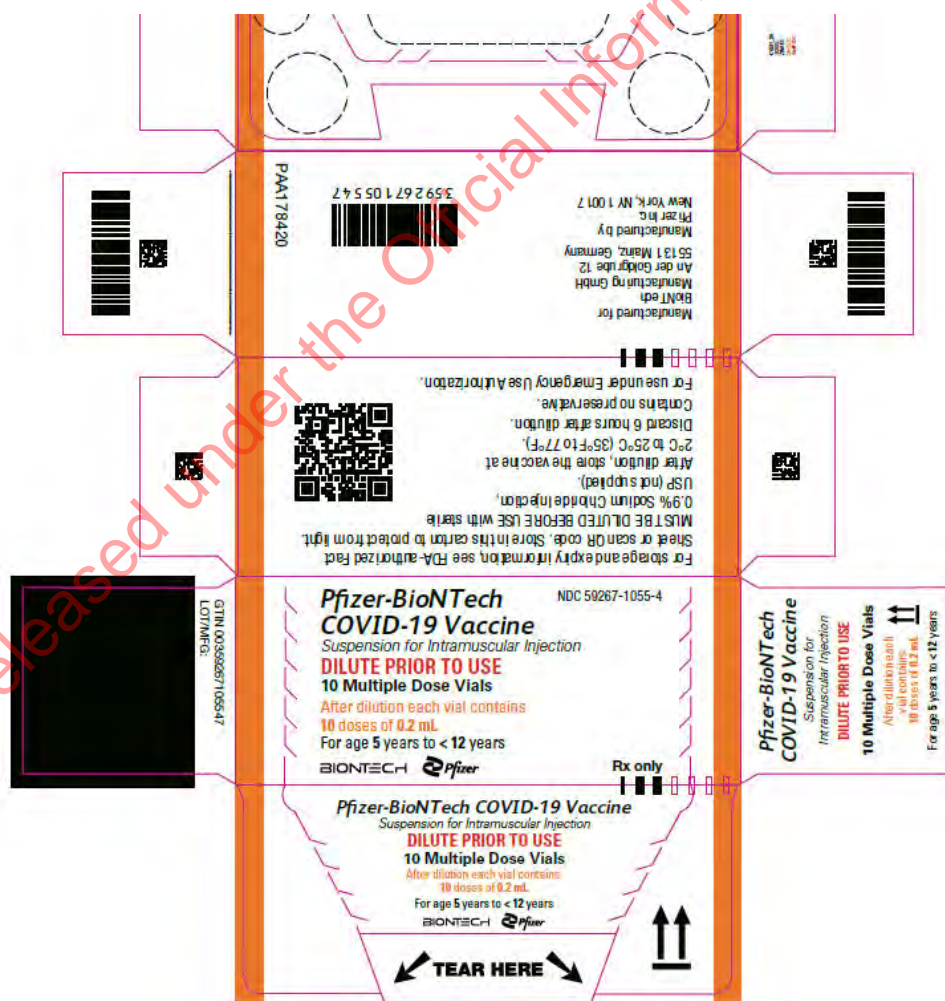 Released under the Official Inform
PAA178420
359267105547
Manufactured for
BioNTech
Manufacturing GmbH
An der Goldgrube 12
55131 Mainz, Germany
Manufactured by
Pfizer Inc.
New York, NY 10017
For storage and expiry information, see FDA-authorized Fact
Sheet or scan QR code. Store in this carton to protect from light.
MUST BE DILUTED BEFORE USE with sterile
0.9% Sodium Chloride Injection,
USP (not supplied).
After dilution, store the vaccine at
2°C to 25°C (35°F to 77°F).
Discard 6 hours after dilution.
Contains no preservative.
For use under Emergency Use Authorization.
GTIN 00359267105547
LOT/MFG:
Pfizer-BioNTech
COVID-19 Vaccine
NDC 59267-1055-4
Suspension for Intramuscular Injection
DILUTE PRIOR TO USE
10 Multiple Dose Vials
After dilution each vial contains
10 doses of 0.2 mL
For age 5 years to < 12 years
BIONTECH Pfizer
Rx only
Pfizer-BioNTech
COVID-19 Vaccine
Suspension for
Intramuscular Injection
DILUTE PRIOR TO USE
10 Multiple Dose Vials
After dilution each
vial contains
10 doses of 0.2 mL
For age 5 years to < 12 years
Pfizer-BioNTech COVID-19 Vaccine
Suspension for Intramuscular Injection
DILUTE PRIOR TO USE
10 Multiple Dose Vials
After dilution each vial contains
10 doses of 0.2 mL
For age 5 years to < 12 years
BIONTECH Pfizer
TEAR HERE